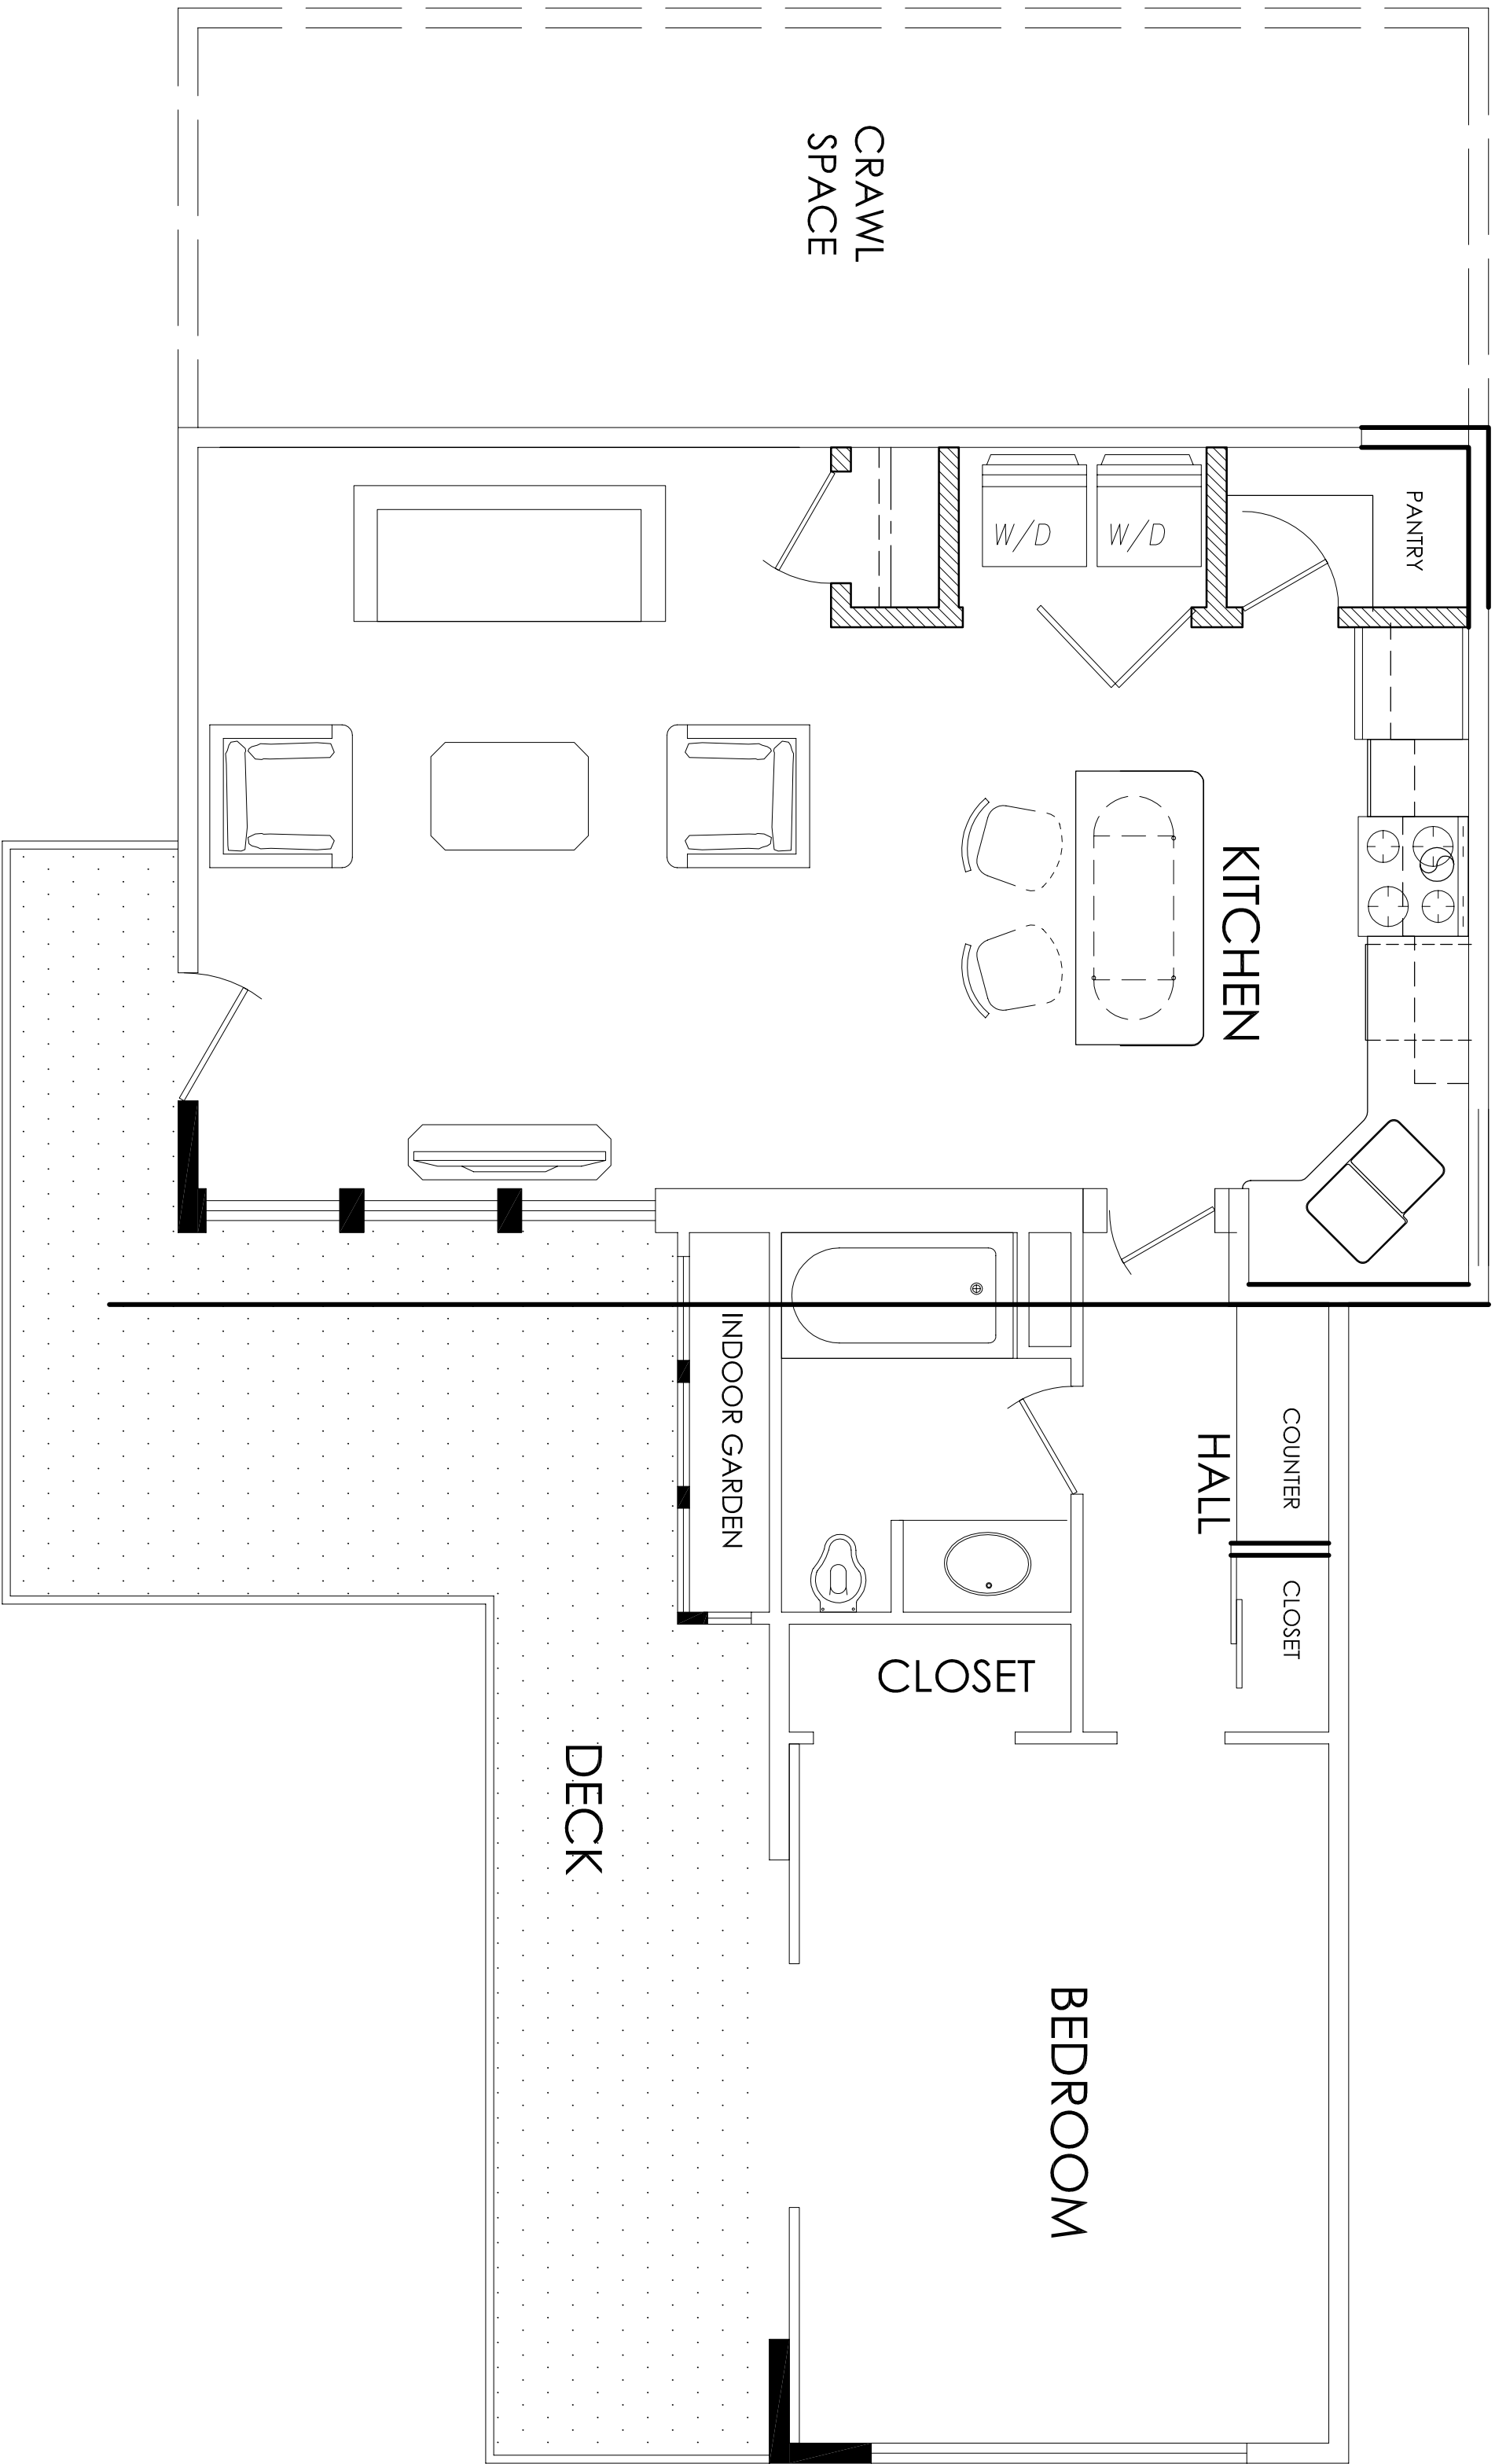 CRAWL
SPACE
PANTRY
W/D
W/D
KITCHEN
INDOOR GARDEN
COUNTER
HALL
CLOSET
CLOSET
DECK
BEDROOM